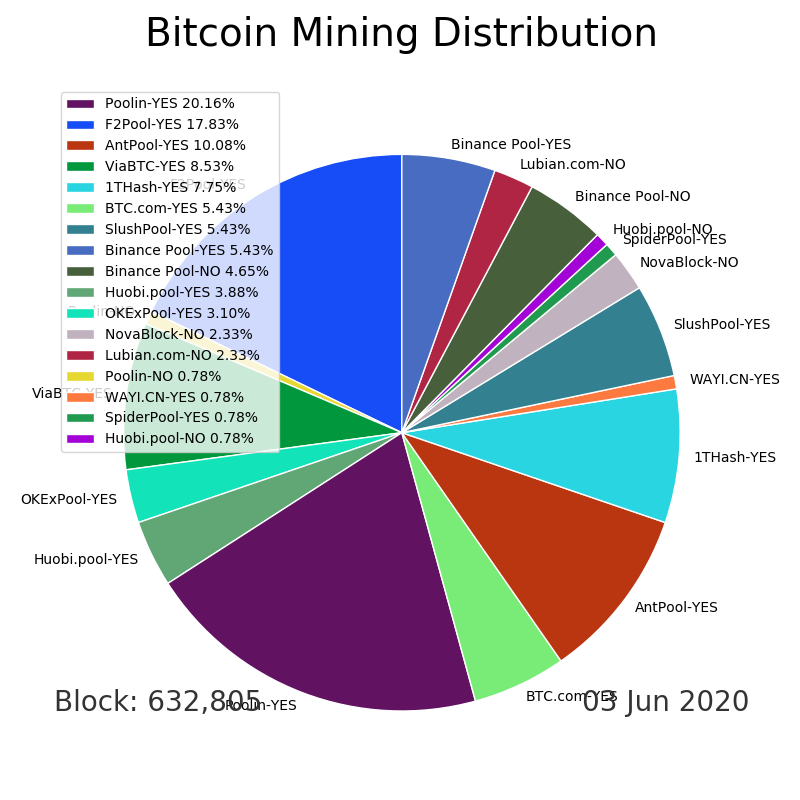 Bitcoin Mining Distribution
Poolin-YES 20.16%
F2Pool-YES 17.83%
AntPool-YES 10.08%
ViaBTC-YES 8.53%
1THash-YES 7.75%
BTC.com-YES 5.43%
SlushPool-YES 5.43%
Binance Pool-YES 5.43%
Binance Pool-NO 4.65%
Huobi.pool-YES 3.88%
OKExPool-YES 3.10%
NovaBlock-NO 2.33%
Lubian.com-NO 2.33%
Poolin-NO 0.78%
WAYI.CN-YES 0.78%
SpiderPool-YES 0.78%
Huobi.pool-NO 0.78%
Binance Pool-YES
Lubian.com-NO
Binance Pool-NO
Huobi.pool-NO
SpiderPool-YES
NovaBlock-NO
SlushPool-YES
WAYI.CN-YES
1THash-YES
AntPool-YES
BTC.com-YES
Poolin-YES
Huobi.pool-YES
OKExPool-YES
ViaBTC-YES
Poolin-NO
F2Pool-YES
Block: 632,805
03 Jun 2020